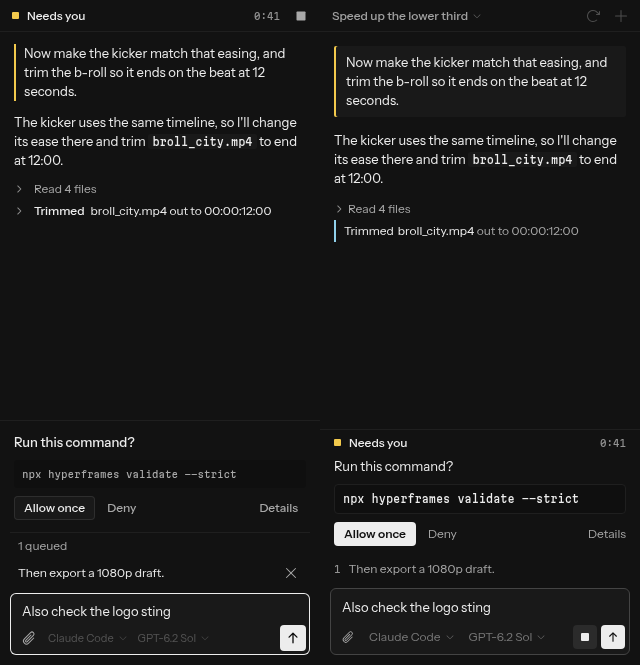 Needs you
0:41
Now make the kicker match that easing, and
trim the b-roll so it ends on the beat at 12
seconds.
The kicker uses the same timeline, so I'll change
its ease there and trim broll_city.mp4 to end
at 12:00.
Read 4 files
Trimmed broll_city.mp4 out to 00:00:12:00
Run this command?
npx hyperframes validate --strict
Allow once
Deny
Details
1 queued
Then export a 1080p draft.
Also check the logo sting
Claude Code
GPT-6.2 Sol
Speed up the lower third
Now make the kicker match that easing, and
trim the b-roll so it ends on the beat at 12
seconds.
The kicker uses the same timeline, so I'll change
its ease there and trim broll_city.mp4 to end
at 12:00.
Read 4 files
Trimmed broll_city.mp4 out to 00:00:12:00
Needs you
0:41
Run this command?
npx hyperframes validate --strict
Allow once
Deny
Details
1 Then export a 1080p draft.
Also check the logo sting
Claude Code
GPT-6.2 Sol